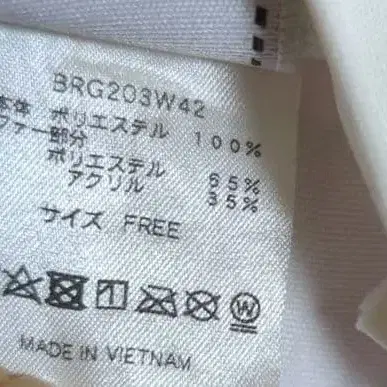 BRG203W42
本体 ポリエステル 100%
ファー部分
ポリエステル 65%
アクリル 35%
サイズ FREE
W
MADE IN VIETNAM